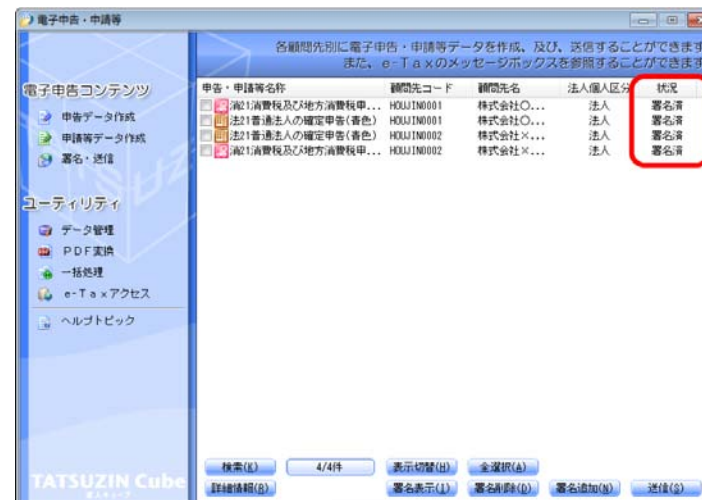 電子申告・申請等
各顧問先別に電子申告・申請等データを作成、及び、送信することができます
また、e-Taxのメッセージボックスを参照することができます
電子申告コンテンツ
申告データ作成
申請等データ作成
署名・送信
ユーティリティ
データ管理
PDF変換
一括処理
e-Taxアクセス
ヘルプトピック
申告・申請等名称 顧問先コード 顧問先名 法人個人区分 状況
消21消費税及び地方消費税申... HOUJIN0001 株式会社○... 法人 署名済
法21普通法人の確定申告(青色) HOUJIN0001 株式会社○... 法人 署名済
法21普通法人の確定申告(青色) HOUJIN0002 株式会社×... 法人 署名済
消21消費税及び地方消費税申... HOUJIN0002 株式会社×... 法人 署名済
検索(K) 4/4件 表示切替(H) 全選択(A)
詳細情報(B) 署名表示(I) 署名削除(D) 署名追加(N) 送信(S)
TATSUZIN Cube